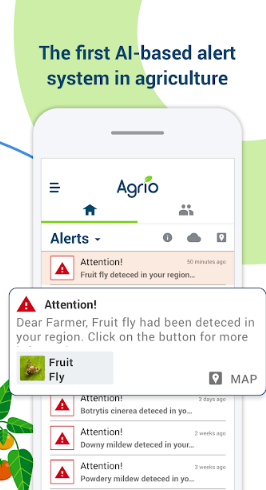 The first AI-based alert
system in agriculture
Agrio
Alerts
Attention!
50 minutes ago
Fruit fly deteced in your region...
Attention!
Dear Farmer, Fruit fly had been deteced in
your region. Click on the button for more
Fruit
Fly
MAP
Attention!
3 days ago
Botrytis cinerea deteced in yo...
Attention!
2 weeks ago
Downy mildew deteced in your...
Attention!
3 weeks ago
Powdery mildew deteced in yo...